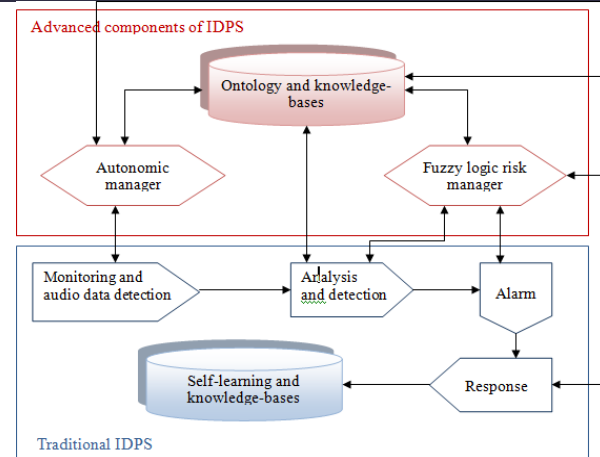 Advanced components of IDPS
Ontology and knowledge-
bases
Autonomic
manager
Fuzzy logic risk
manager
Monitoring and
audio data detection
Analysis
and detection
Alarm
Self-learning and
knowledge-bases
Response
Traditional IDPS